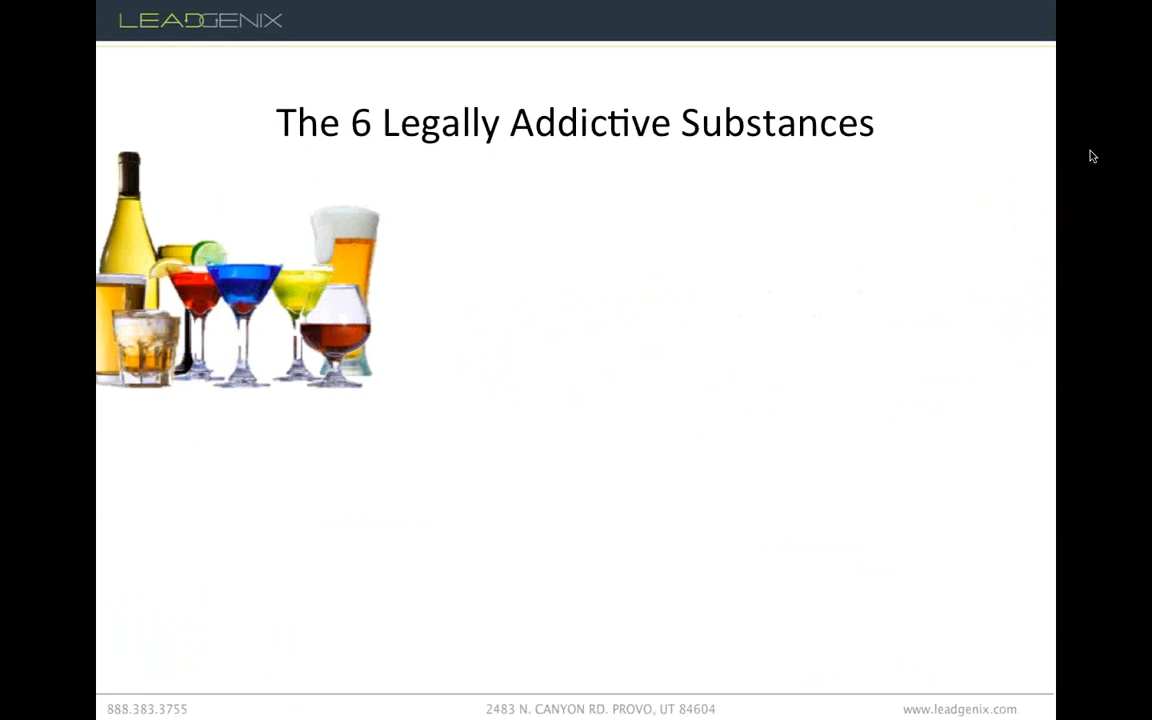 LEADGENIX
The 6 Legally Addictive Substances
888.383.3755
2483 N. CANYON RD. PROVO, UT 84604
www.leadgenix.com